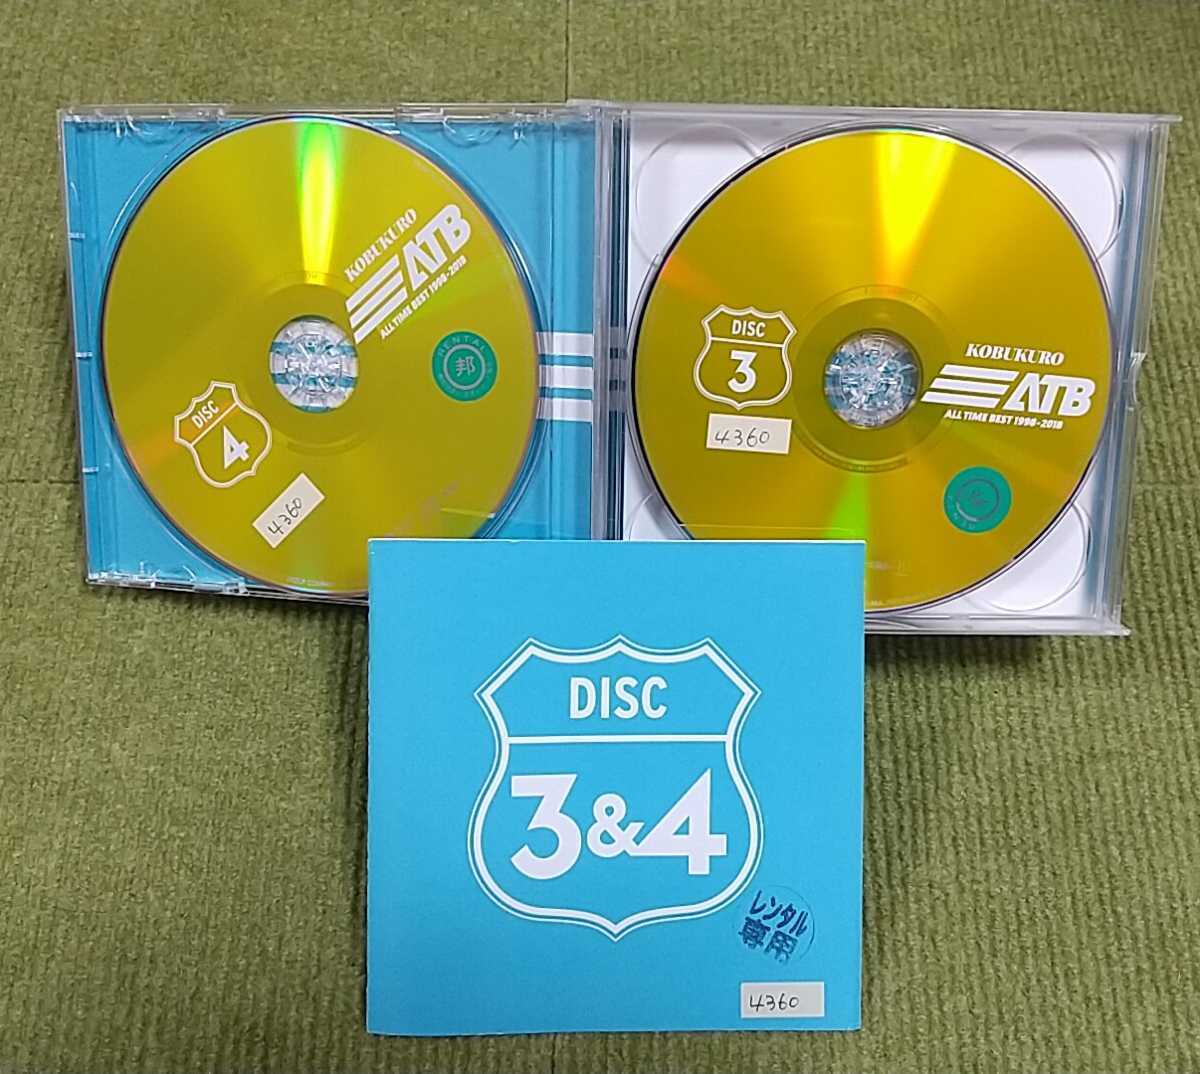 KOBUKURO
ATB
ALL TIME BEST 1998-2018
RENTAL
邦
DISC
4
4360
DISC
3
4360
KOBUKURO
ATB
ALL TIME BEST 1998-2018
DISC
3&4
レンタル
専用
4360